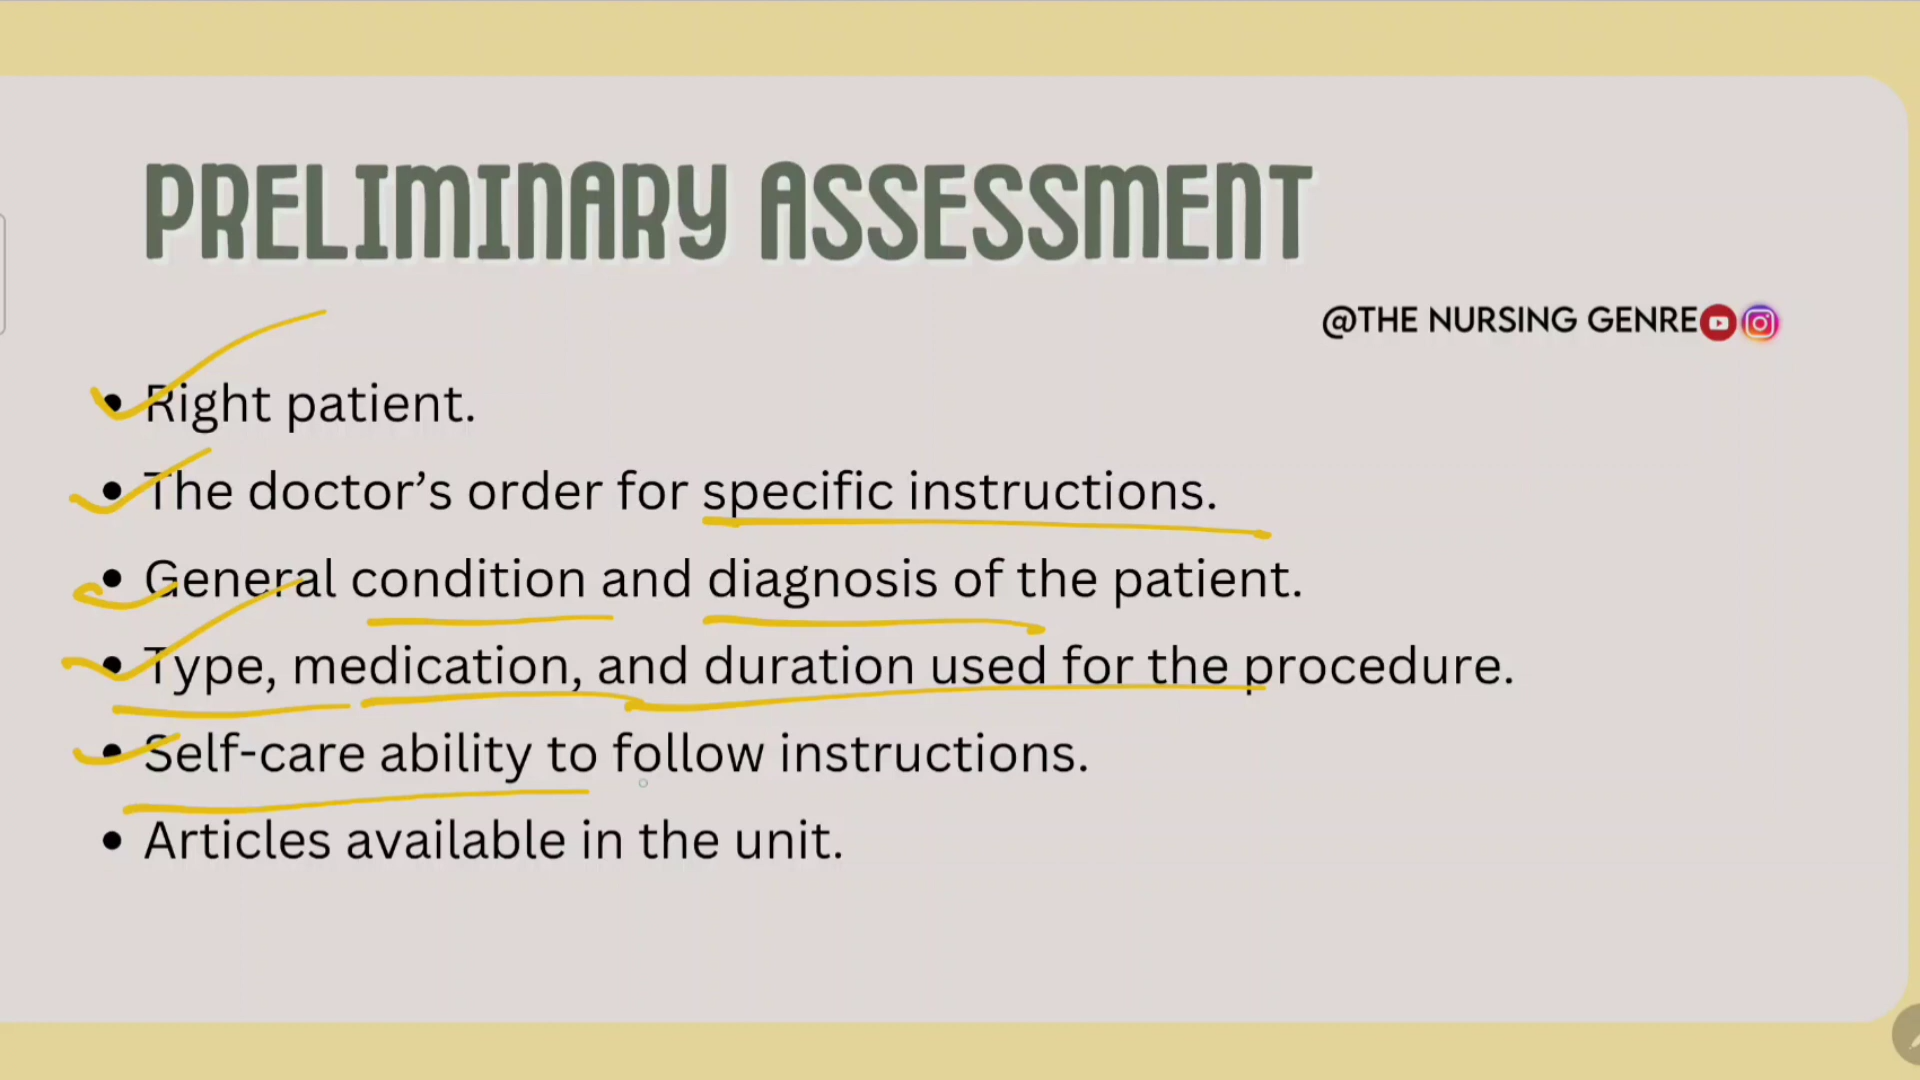 PRELIMINARY ASSESSMENT
@THE NURSING GENRE
• Right patient.
• The doctor’s order for specific instructions.
• General condition and diagnosis of the patient.
• Type, medication, and duration used for the procedure.
• Self-care ability to follow instructions.
• Articles available in the unit.